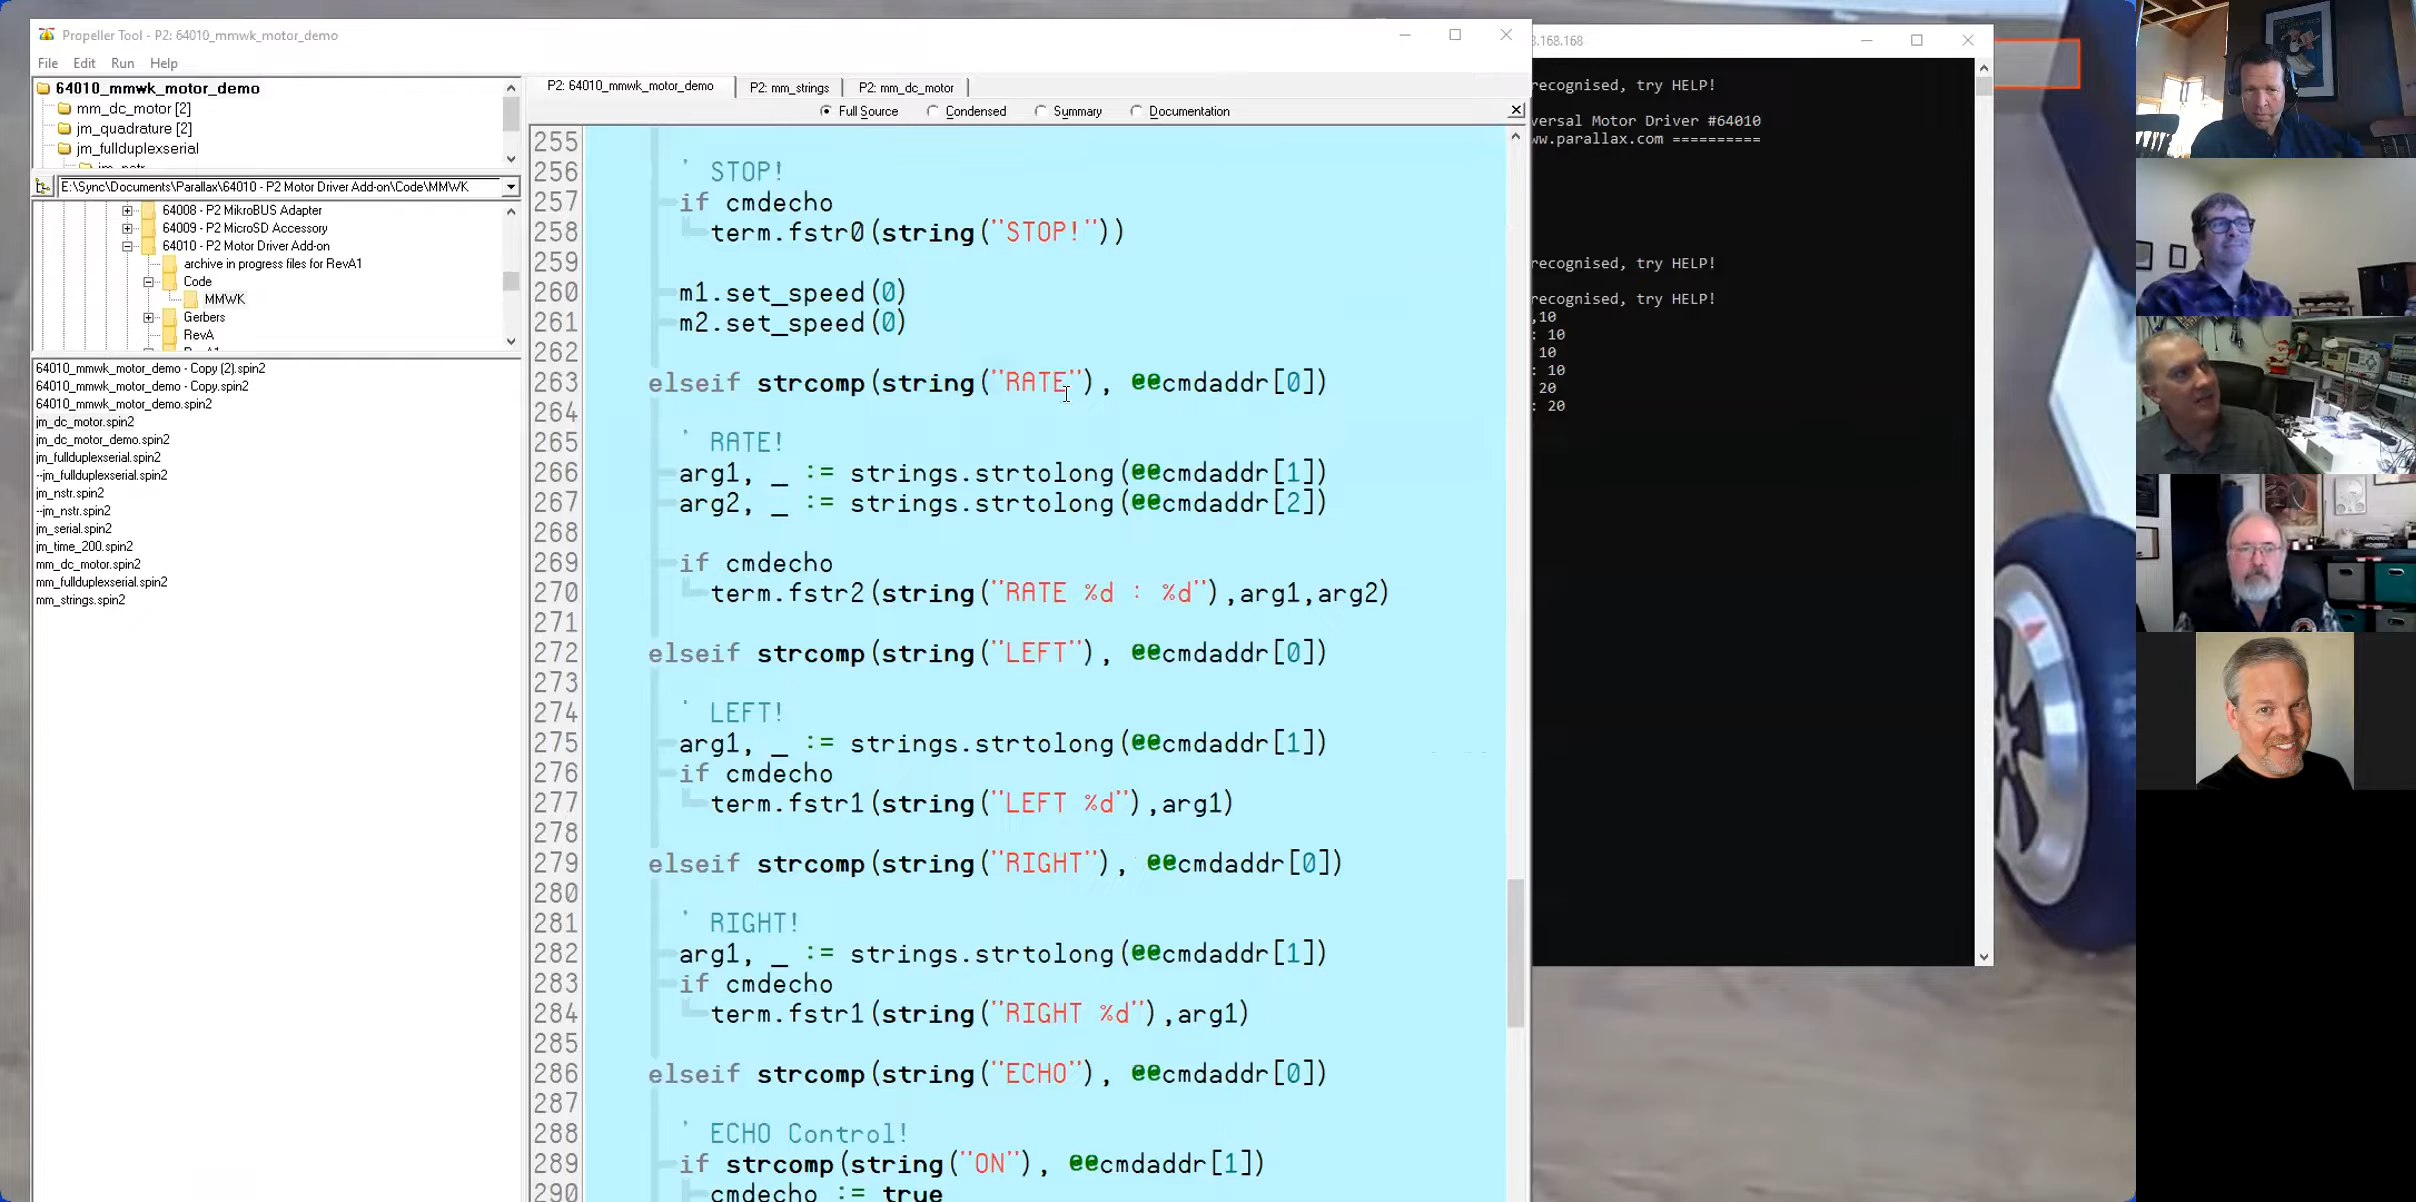 Propeller Tool - P2: 64010_mmwk_motor_demo
File Edit Run Help
64010_mmwk_motor_demo
mm_dc_motor [2]
jm_quadrature [2]
jm_fullduplexserial
E:\Sync\Documents\Parallax\64010 - P2 Motor Driver Add-on\Code\MMWK
64008 - P2 MikroBUS Adapter
64009 - P2 MicroSD Accessory
64010 - P2 Motor Driver Add-on
archive in progress files for RevA1
Code
MMWK
Gerbers
RevA
64010_mmwk_motor_demo - Copy (2).spin2
64010_mmwk_motor_demo - Copy.spin2
64010_mmwk_motor_demo.spin2
jm_dc_motor.spin2
jm_dc_motor_demo.spin2
jm_fullduplexserial.spin2
--jm_fullduplexserial.spin2
jm_nstr.spin2
--jm_nstr.spin2
jm_serial.spin2
jm_time_200.spin2
mm_dc_motor.spin2
mm_fullduplexserial.spin2
mm_strings.spin2
P2: 64010_mmwk_motor_demo P2: mm_strings P2: mm_dc_motor
Full Source Condensed Summary Documentation
255
256 ' STOP!
257 if cmdecho
258 term.fstr0(string("STOP!"))
259
260 m1.set_speed(0)
261 m2.set_speed(0)
262
263 elseif strcomp(string("RATE"), @@cmdaddr[0])
264
265 ' RATE!
266 arg1, _ := strings.strtolong(@@cmdaddr[1])
267 arg2, _ := strings.strtolong(@@cmdaddr[2])
268
269 if cmdecho
270 term.fstr2(string("RATE %d : %d"),arg1,arg2)
271
272 elseif strcomp(string("LEFT"), @@cmdaddr[0])
273
274 ' LEFT!
275 arg1, _ := strings.strtolong(@@cmdaddr[1])
276 if cmdecho
277 term.fstr1(string("LEFT %d"),arg1)
278
279 elseif strcomp(string("RIGHT"), @@cmdaddr[0])
280
281 ' RIGHT!
282 arg1, _ := strings.strtolong(@@cmdaddr[1])
283 if cmdecho
284 term.fstr1(string("RIGHT %d"),arg1)
285
286 elseif strcomp(string("ECHO"), @@cmdaddr[0])
287
288 ' ECHO Control!
289 if strcomp(string("ON"), @@cmdaddr[1])
290 cmdecho := true
.168.168
recognised, try HELP!
versal Motor Driver #64010
ww.parallax.com ==========
recognised, try HELP!
recognised, try HELP!
,10
: 10
10
: 10
20
: 20